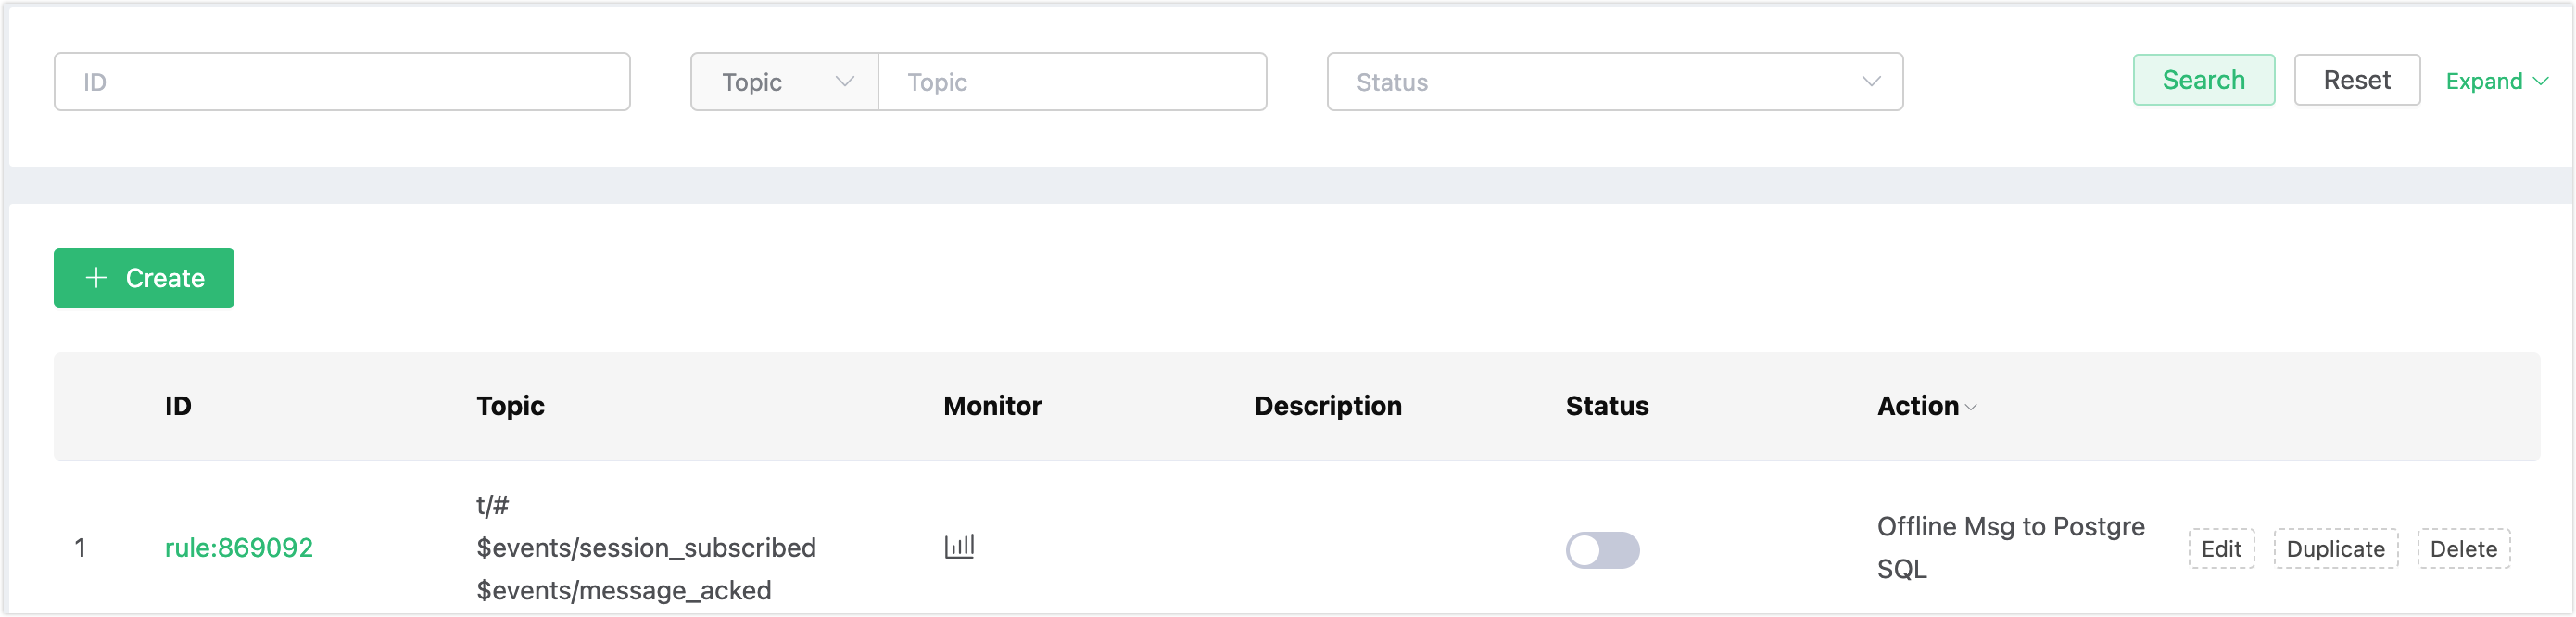 ID Topic Topic Status Search Reset Expand
Create
ID Topic Monitor Description Status Action
1 rule:869092 t/#
$events/session_subscribed
$events/message_acked
Offline Msg to Postgre
SQL
Edit Duplicate Delete